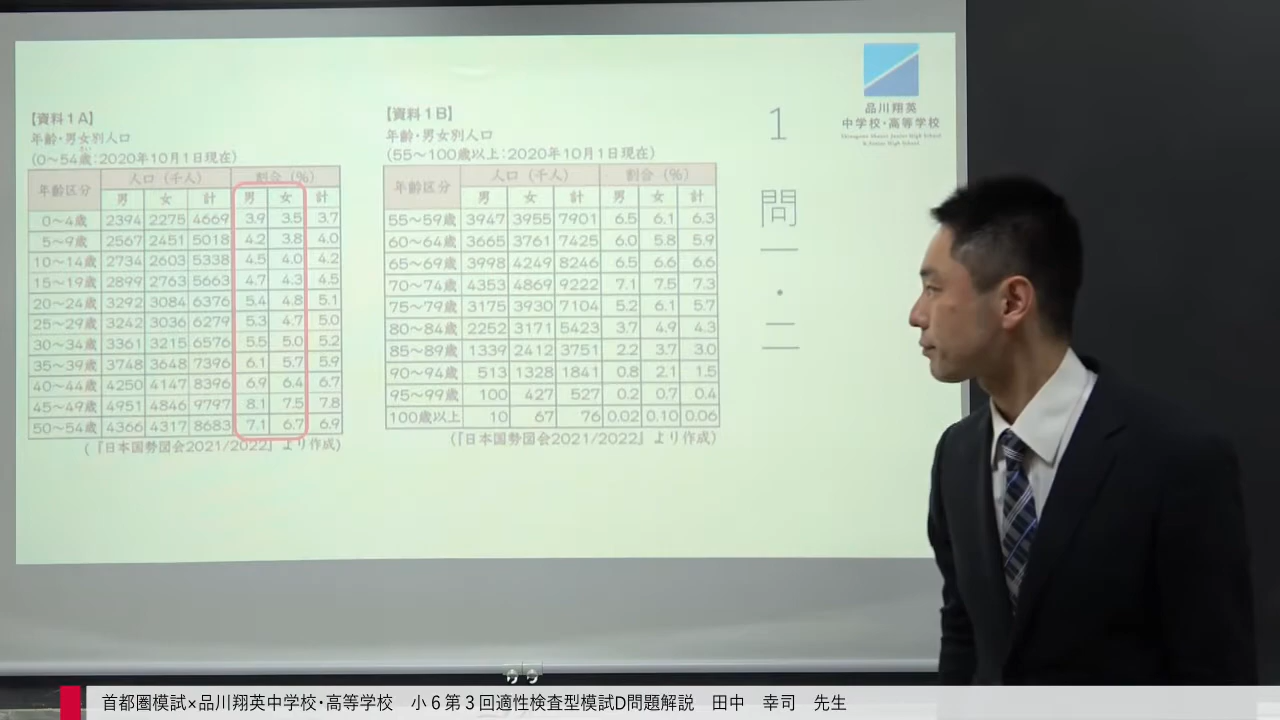 【資料1A】
年齢・男女別人口
(0〜54歳:2020年10月1日現在)
年齢区分 人口(千人) 割合(%)
男 女 計 男 女 計
0〜4歳 2394 2275 4669 3.9 3.5 3.7
5〜9歳 2567 2451 5018 4.2 3.8 4.0
10〜14歳 2734 2603 5338 4.5 4.0 4.2
15〜19歳 2899 2763 5663 4.7 4.3 4.5
20〜24歳 3292 3084 6376 5.4 4.8 5.1
25〜29歳 3242 3036 6279 5.3 4.7 5.0
30〜34歳 3361 3215 6576 5.5 5.0 5.2
35〜39歳 3748 3648 7396 6.1 5.7 5.9
40〜44歳 4250 4147 8396 6.9 6.4 6.7
45〜49歳 4951 4846 9797 8.1 7.5 7.8
50〜54歳 4366 4317 8683 7.1 6.7 6.9
(『日本国勢図会2021/2022』より作成)
【資料1B】
年齢・男女別人口
(55〜100歳以上:2020年10月1日現在)
年齢区分 人口(千人) 割合(%)
男 女 計 男 女 計
55〜59歳 3947 3955 7901 6.5 6.1 6.3
60〜64歳 3665 3761 7425 6.0 5.8 5.9
65〜69歳 3998 4249 8246 6.5 6.6 6.6
70〜74歳 4353 4869 9222 7.1 7.5 7.3
75〜79歳 3175 3930 7104 5.2 6.1 5.7
80〜84歳 2252 3171 5423 3.7 4.9 4.3
85〜89歳 1339 2412 3751 2.2 3.7 3.0
90〜94歳 513 1328 1841 0.8 2.1 1.5
95〜99歳 100 427 527 0.2 0.7 0.4
100歳以上 10 67 76 0.02 0.10 0.06
(『日本国勢図会2021/2022』より作成)
1問一・二
品川翔英
中学校・高等学校
首都圏模試×品川翔英中学校・高等学校 小6第3回適性検査型模試D問題解説 田中 幸司 先生